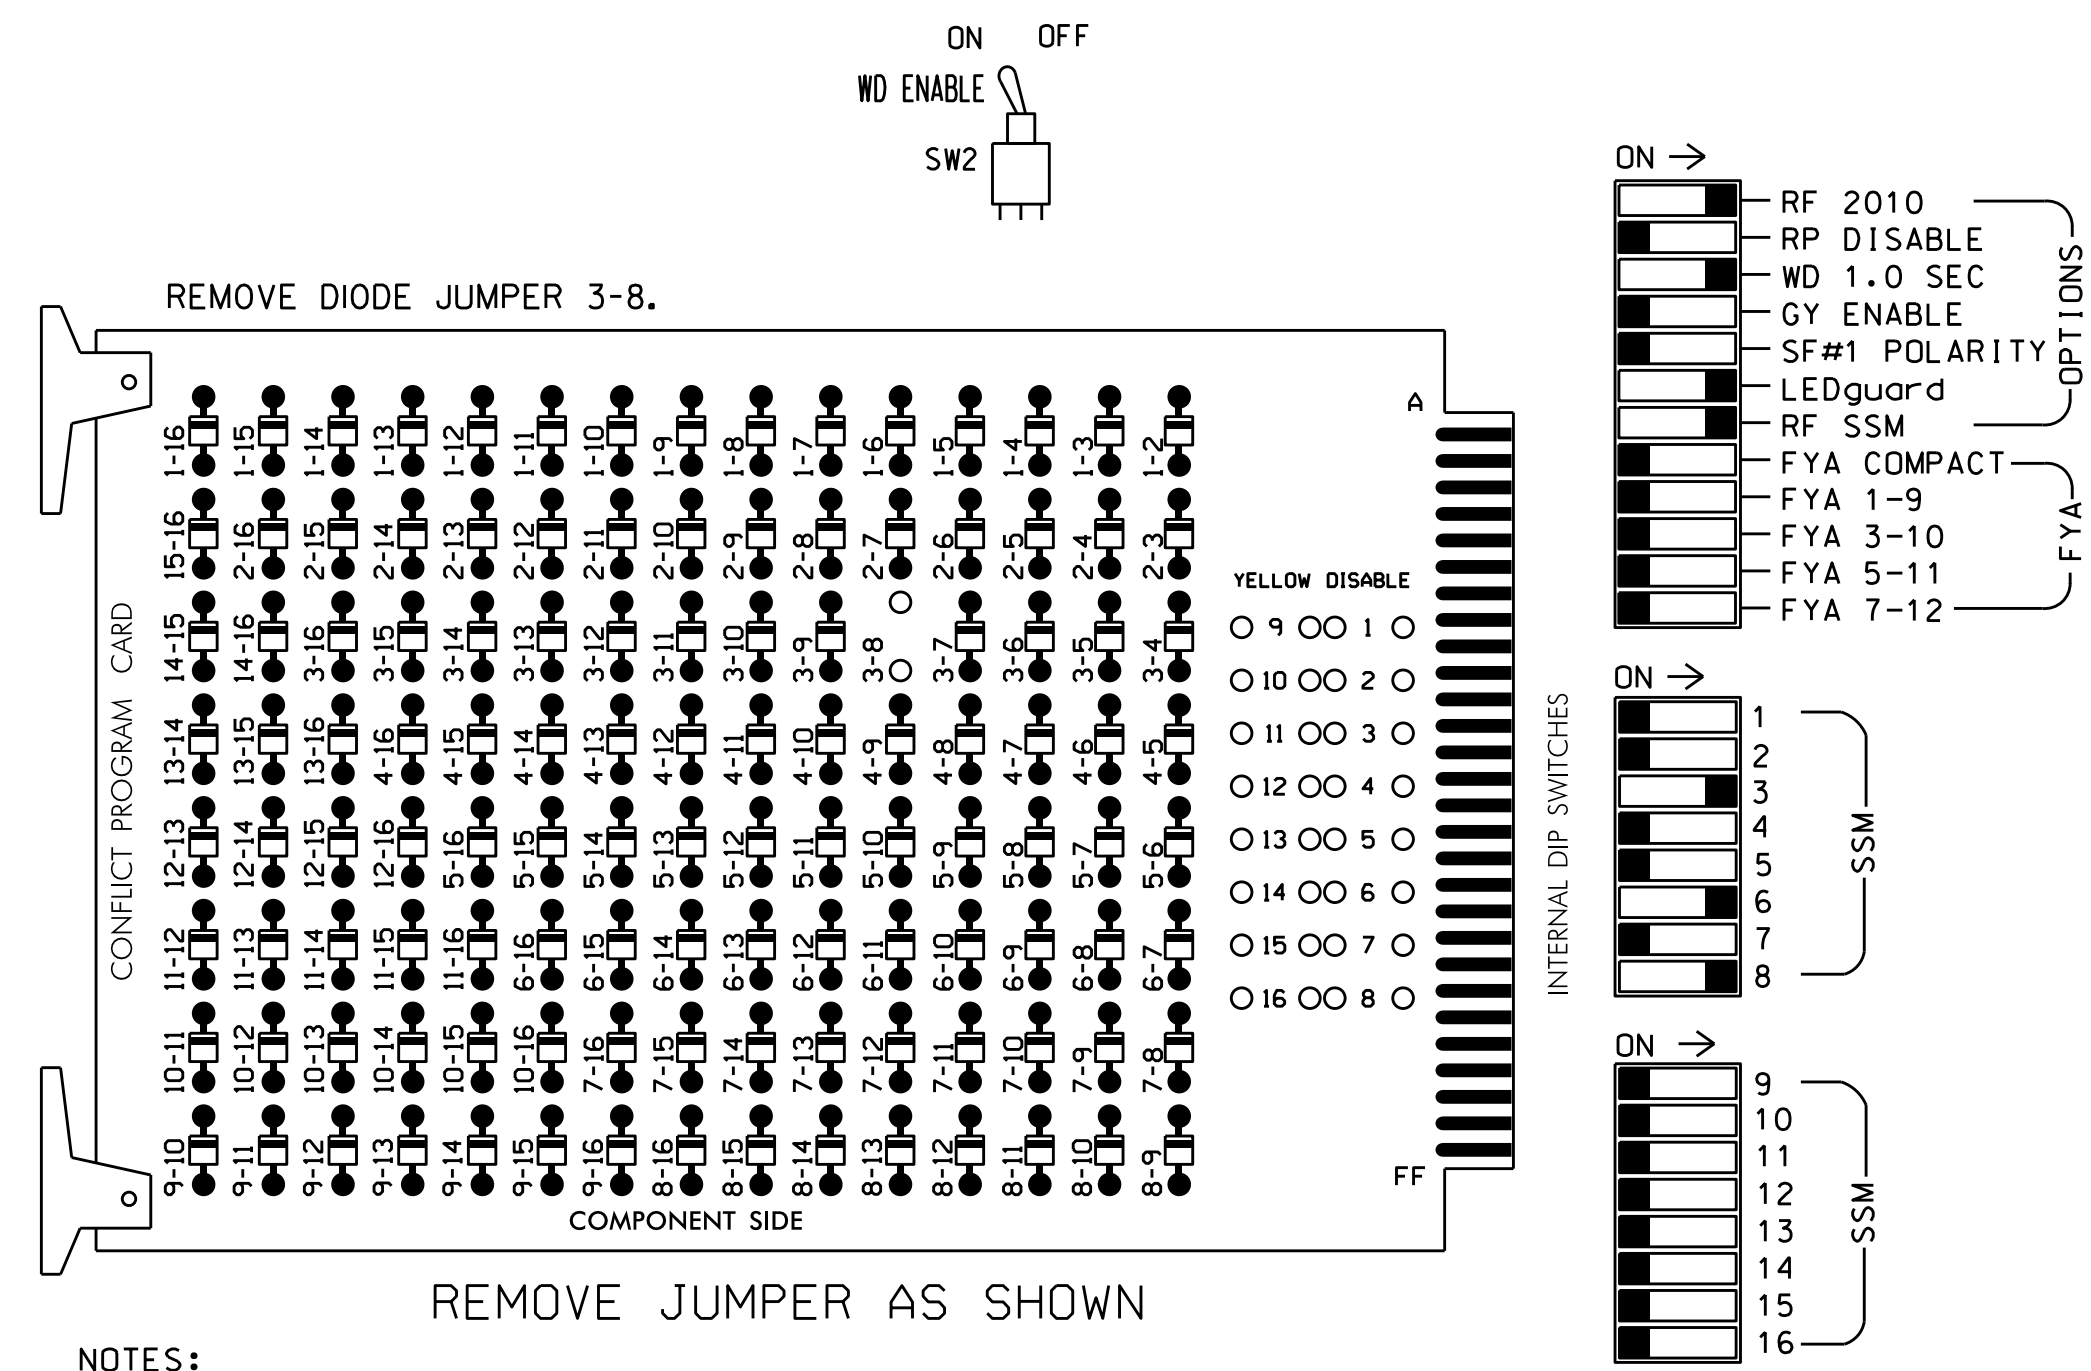 ON OFF
WD ENABLE
SW2
REMOVE DIODE JUMPER 3-8.
CONFLICT PROGRAM CARD
1-16 1-15 1-14 1-13 1-12 1-11 1-10 1-9 1-8 1-7 1-6 1-5 1-4 1-3 1-2
15-16 2-16 2-15 2-14 2-13 2-12 2-11 2-10 2-9 2-8 2-7 2-6 2-5 2-4 2-3
14-15 14-16 3-16 3-15 3-14 3-13 3-12 3-11 3-10 3-9 3-8 3-7 3-6 3-5 3-4
13-14 13-15 13-16 4-16 4-15 4-14 4-13 4-12 4-11 4-10 4-9 4-8 4-7 4-6 4-5
12-13 12-14 12-15 12-16 5-16 5-15 5-14 5-13 5-12 5-11 5-10 5-9 5-8 5-7 5-6
11-12 11-13 11-14 11-15 11-16 6-16 6-15 6-14 6-13 6-12 6-11 6-10 6-9 6-8 6-7
10-11 10-12 10-13 10-14 10-15 10-16 7-16 7-15 7-14 7-13 7-12 7-11 7-10 7-9 7-8
9-10 9-11 9-12 9-13 9-14 9-15 9-16 8-16 8-15 8-14 8-13 8-12 8-11 8-10 8-9
COMPONENT SIDE
A
YELLOW DISABLE
9 1
10 2
11 3
12 4
13 5
14 6
15 7
16 8
FF
REMOVE JUMPER AS SHOWN
NOTES:
INTERNAL DIP SWITCHES
ON
RF 2010
RP DISABLE
WD 1.0 SEC
GY ENABLE
SF#1 POLARITY
LEDguard
RF SSM
OPTIONS
FYA COMPACT
FYA 1-9
FYA 3-10
FYA 5-11
FYA 7-12
FYA
ON
1
2
3
4
5
6
7
8
SSM
ON
9
10
11
12
13
14
15
16
SSM